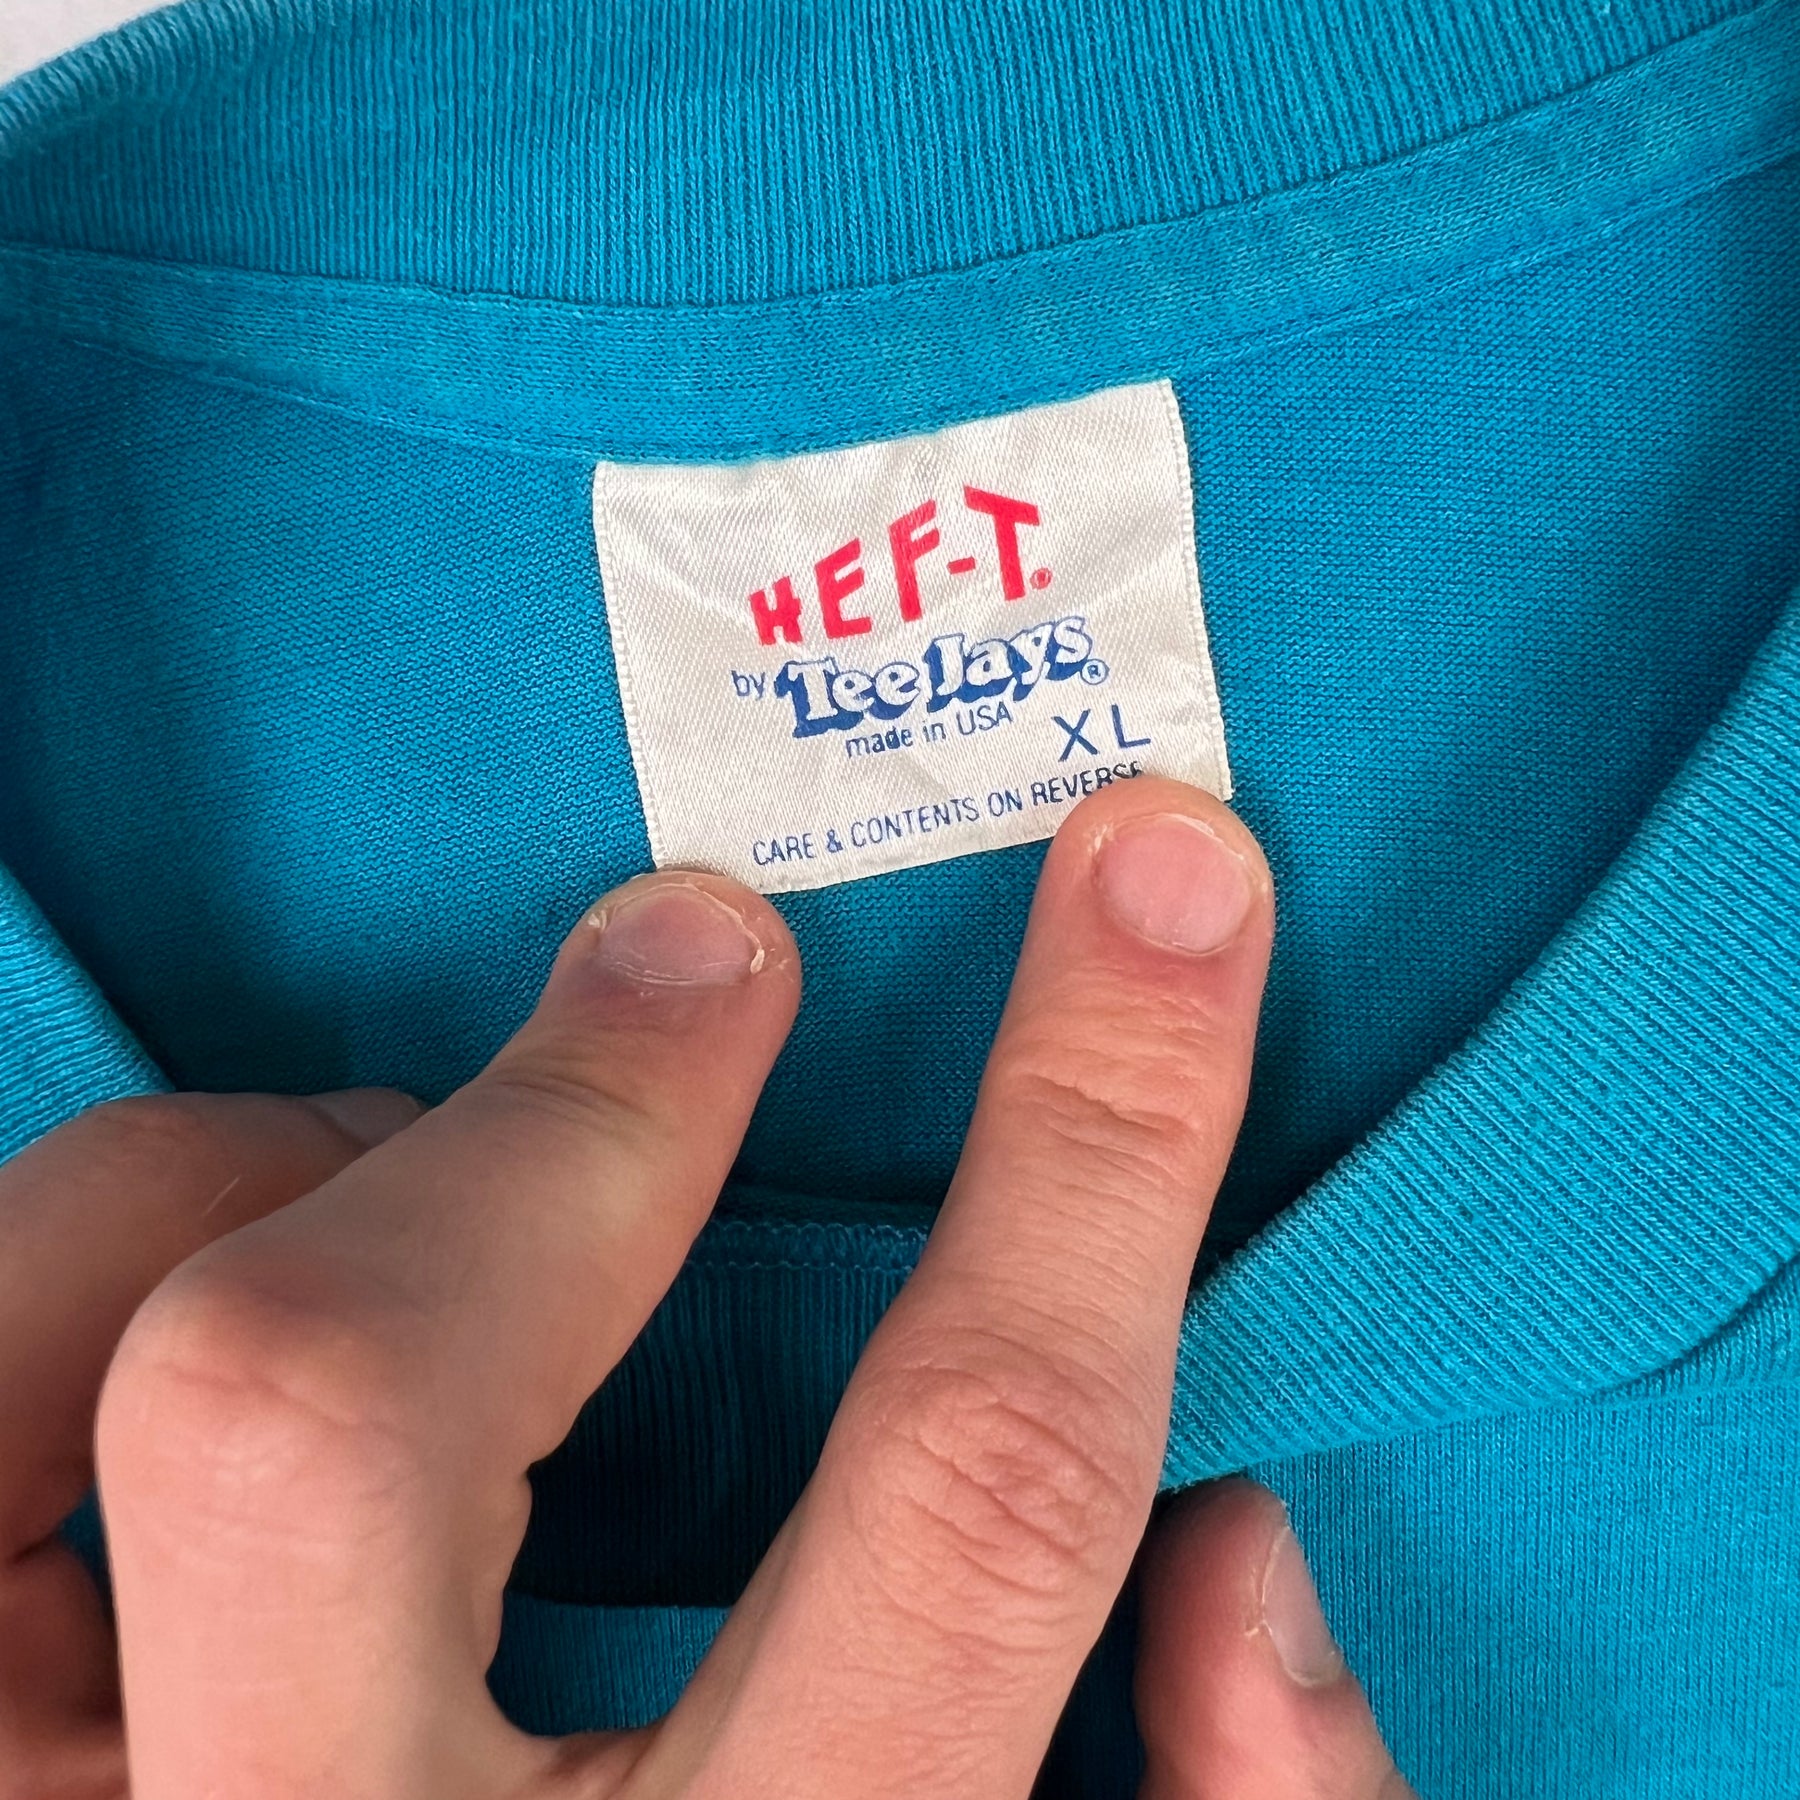 HEF-T®
by Tee Jays®
made in USA XL
CARE & CONTENTS ON REVERSE